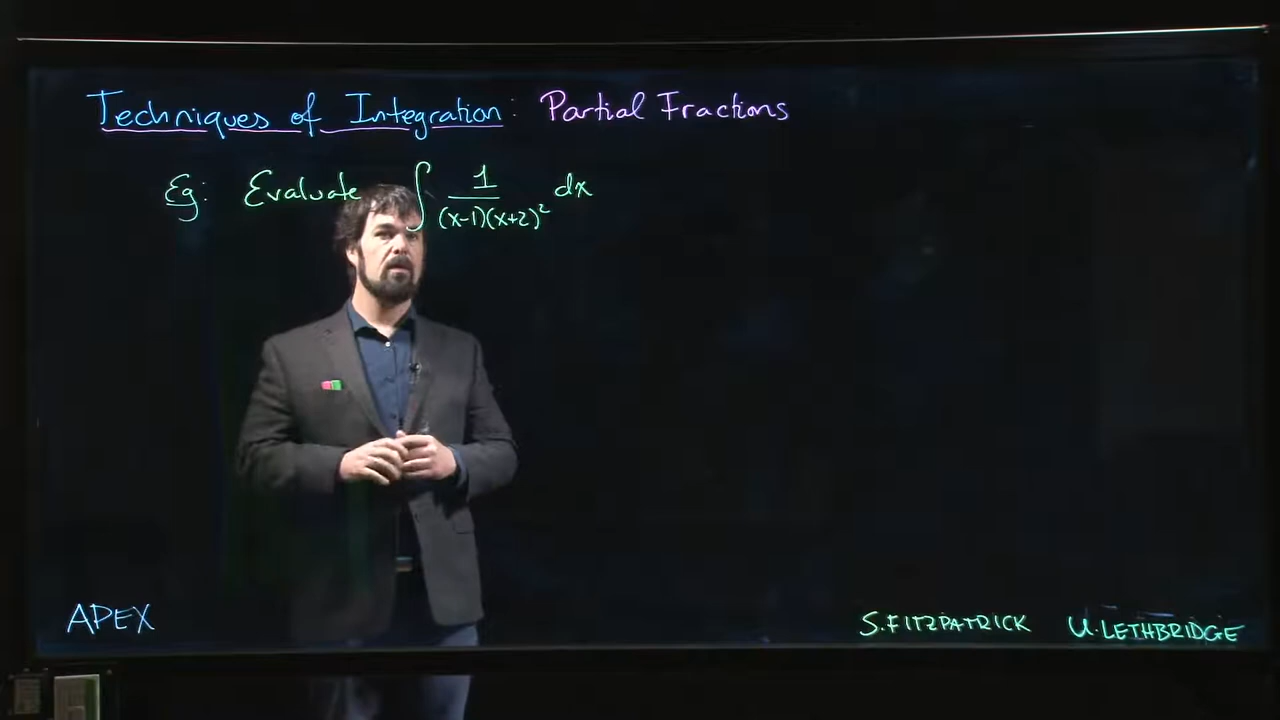 Techniques of Integration: Partial Fractions
Eg: Evaluate ∫ 1/((x-1)(x+2)²) dx
APEX
S. FITZPATRICK U. LETHBRIDGE